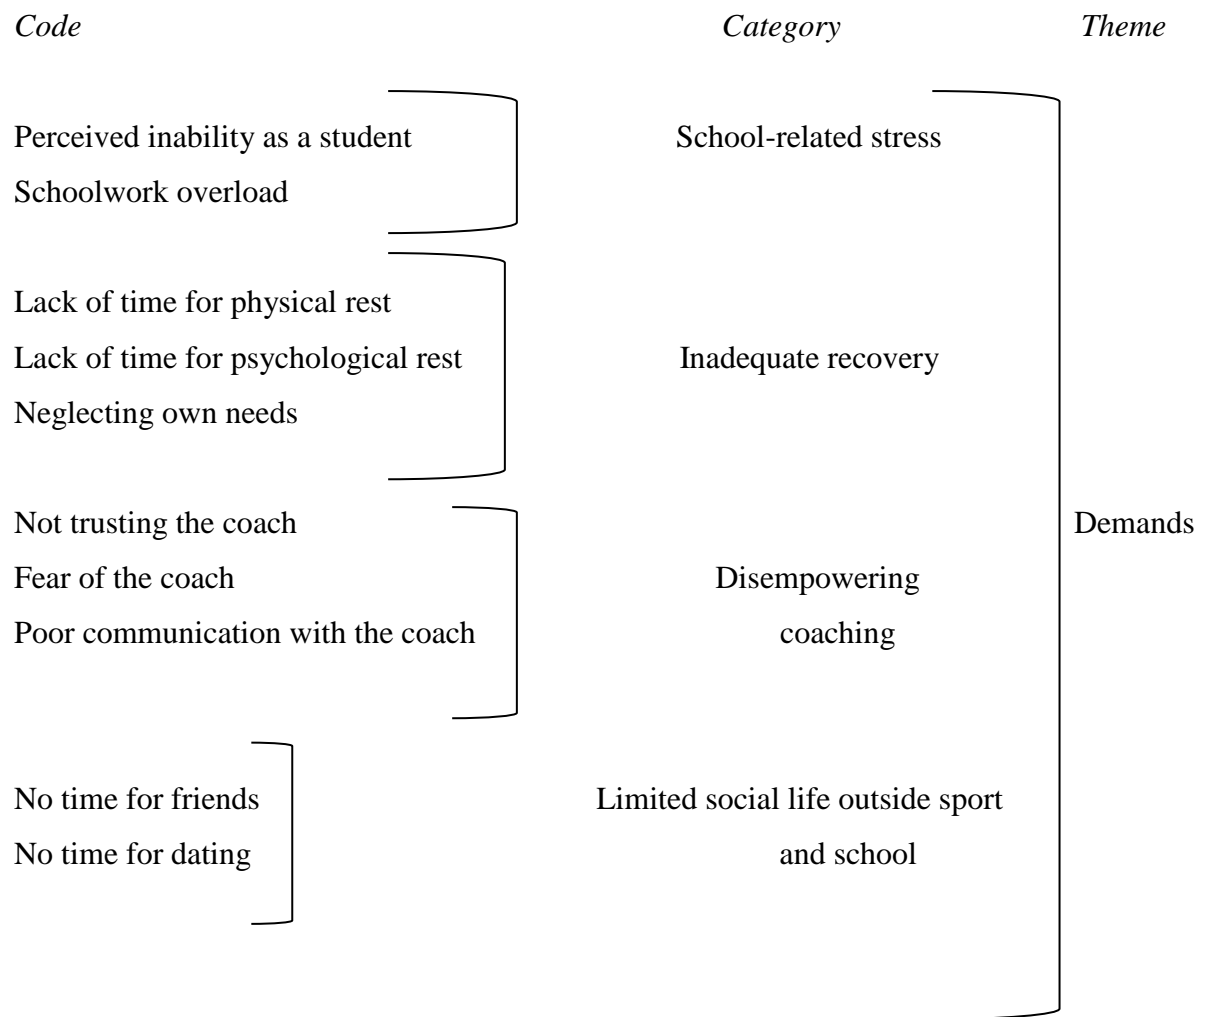 Code Category Theme
Perceived inability as a student School-related stress
Schoolwork overload
Lack of time for physical rest
Lack of time for psychological rest Inadequate recovery
Neglecting own needs
Not trusting the coach Demands
Fear of the coach Disempowering
Poor communication with the coach coaching
No time for friends Limited social life outside sport
No time for dating and school